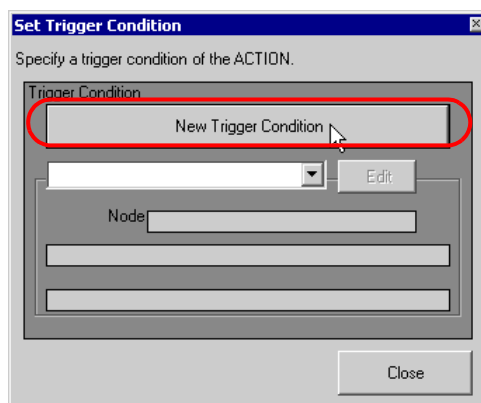 Set Trigger Condition
Specify a trigger condition of the ACTION.
Trigger Condition
New Trigger Condition
Edit
Node
Close